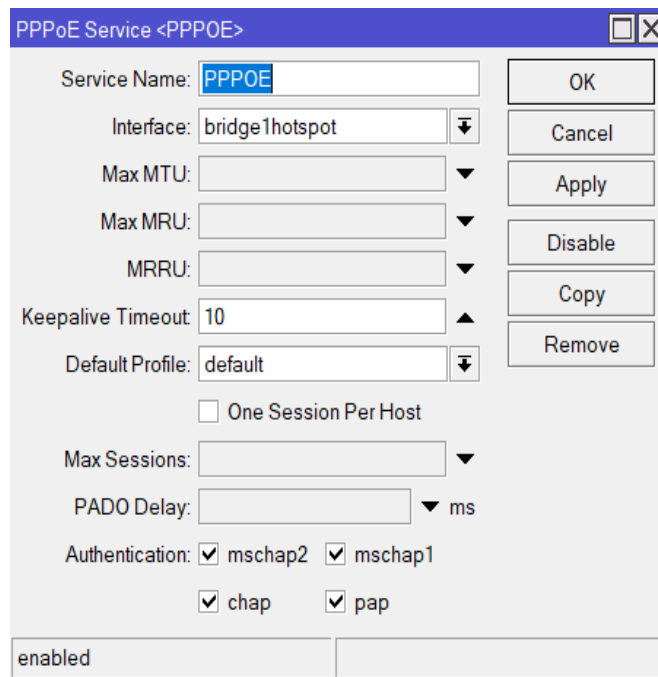 PPPoE Service <PPPOE>
Service Name: PPPOE
OK
Interface: bridge1hotspot
Cancel
Max MTU:
Apply
Max MRU:
Disable
MRRU:
Copy
Keepalive Timeout: 10
Remove
Default Profile: default
One Session Per Host
Max Sessions:
PADO Delay: ms
Authentication: mschap2 mschap1
chap pap
enabled